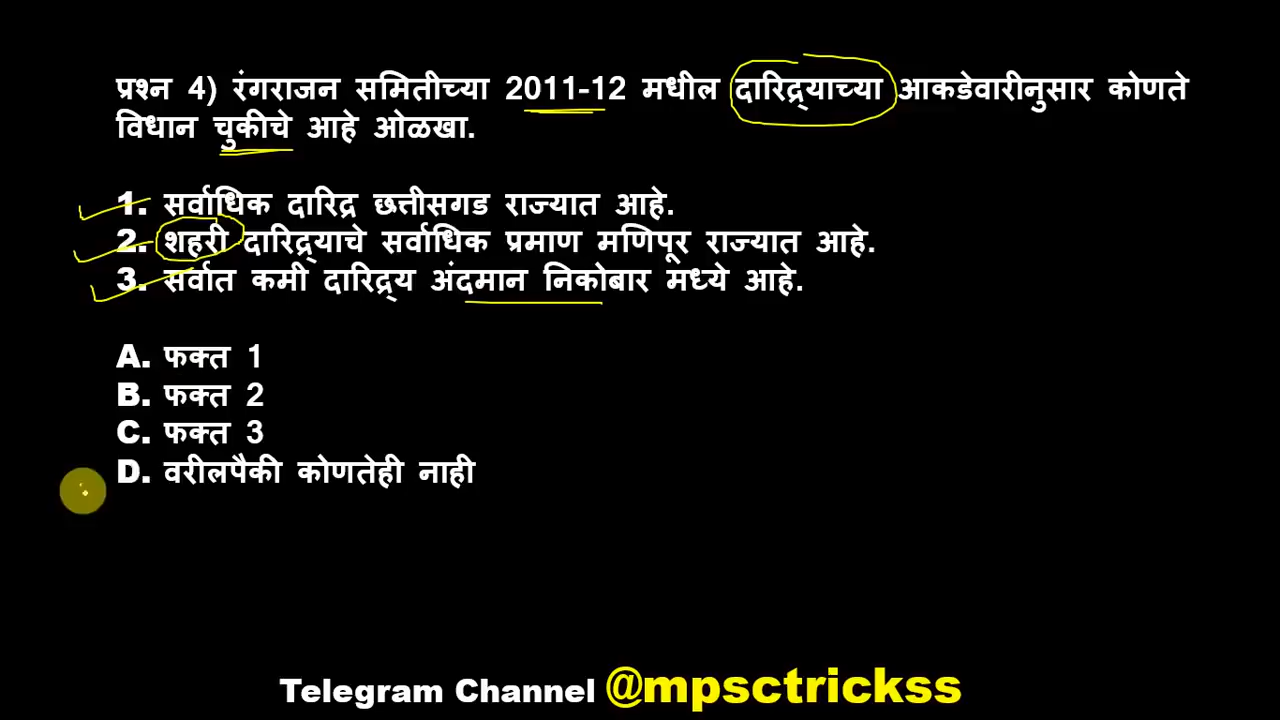 प्रश्न 4) रंगराजन समितीच्या 2011-12 मधील दारिद्र्याच्या आकडेवारीनुसार कोणते
विधान चुकीचे आहे ओळखा.
1. सर्वाधिक दारिद्र छत्तीसगड राज्यात आहे.
2. शहरी दारिद्र्याचे सर्वाधिक प्रमाण मणिपूर राज्यात आहे.
3. सर्वात कमी दारिद्र्य अंदमान निकोबार मध्ये आहे.
A. फक्त 1
B. फक्त 2
C. फक्त 3
D. वरीलपैकी कोणतेही नाही
Telegram Channel @mpsctrickss